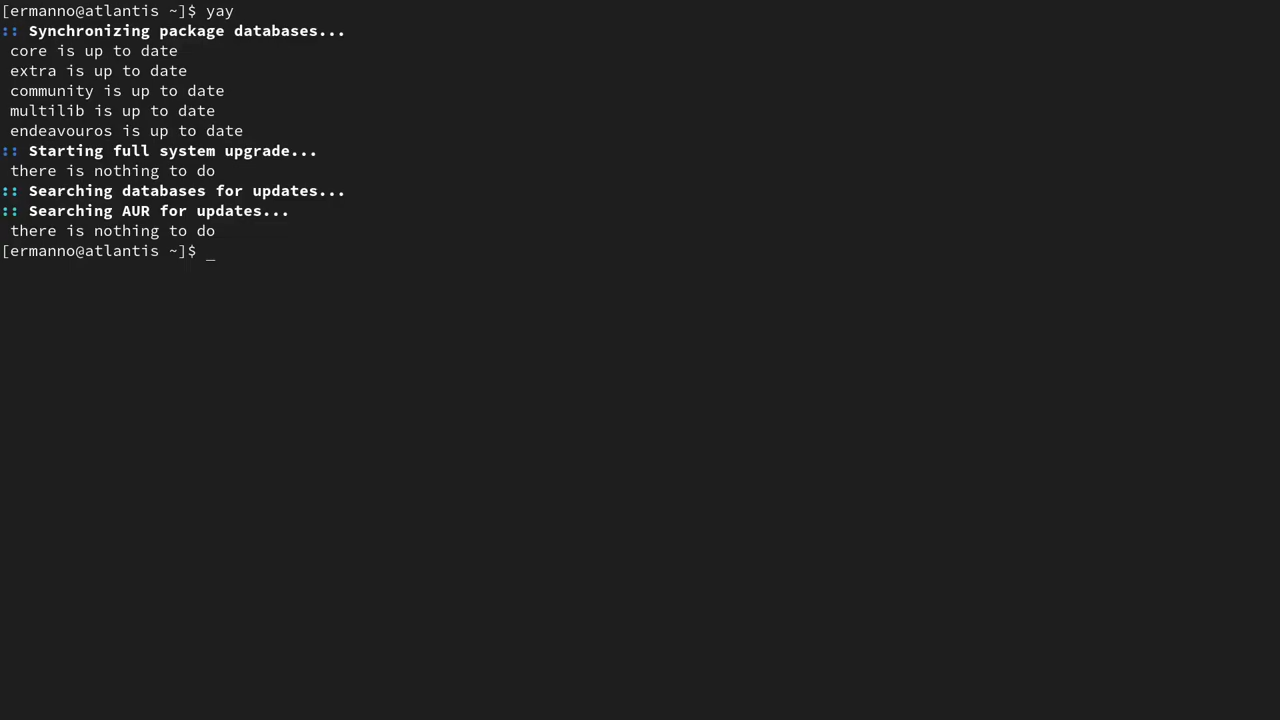 [ermanno@atlantis ~]$ yay
:: Synchronizing package databases...
 core is up to date
 extra is up to date
 community is up to date
 multilib is up to date
 endeavouros is up to date
:: Starting full system upgrade...
 there is nothing to do
:: Searching databases for updates...
:: Searching AUR for updates...
 there is nothing to do
[ermanno@atlantis ~]$ _